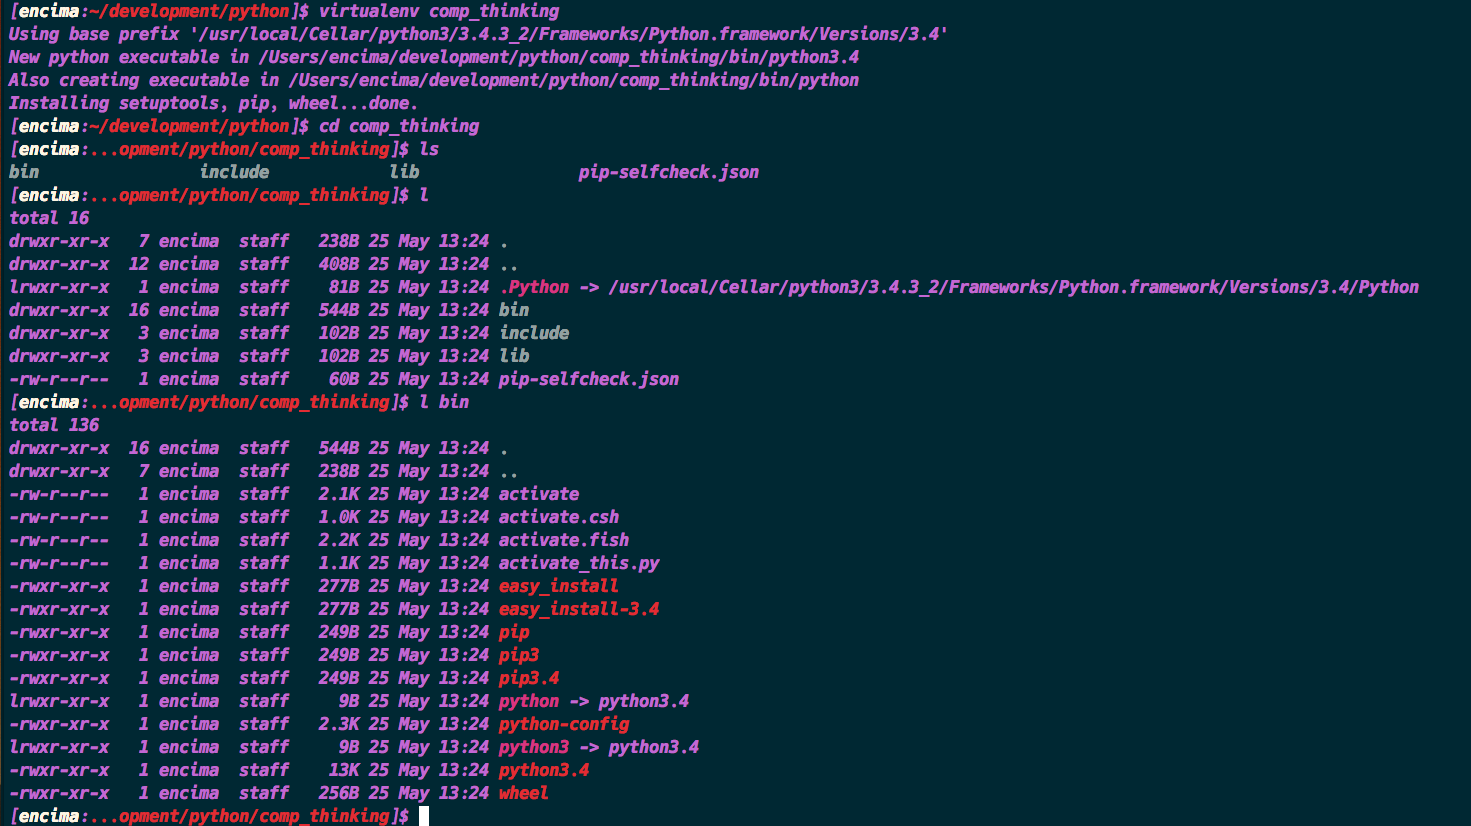 [encima:~/development/python]$ virtualenv comp_thinking
Using base prefix '/usr/local/Cellar/python3/3.4.3_2/Frameworks/Python.framework/Versions/3.4'
New python executable in /Users/encima/development/python/comp_thinking/bin/python3.4
Also creating executable in /Users/encima/development/python/comp_thinking/bin/python
Installing setuptools, pip, wheel...done.
[encima:~/development/python]$ cd comp_thinking
[encima:...opment/python/comp_thinking]$ ls
bin                include            lib                pip-selfcheck.json
[encima:...opment/python/comp_thinking]$ l
total 16
drwxr-xr-x   7 encima  staff   238B 25 May 13:24 .
drwxr-xr-x  12 encima  staff   408B 25 May 13:24 ..
lrwxr-xr-x   1 encima  staff    81B 25 May 13:24 .Python -> /usr/local/Cellar/python3/3.4.3_2/Frameworks/Python.framework/Versions/3.4/Python
drwxr-xr-x  16 encima  staff   544B 25 May 13:24 bin
drwxr-xr-x   3 encima  staff   102B 25 May 13:24 include
drwxr-xr-x   3 encima  staff   102B 25 May 13:24 lib
-rw-r--r--   1 encima  staff    60B 25 May 13:24 pip-selfcheck.json
[encima:...opment/python/comp_thinking]$ l bin
total 136
drwxr-xr-x  16 encima  staff   544B 25 May 13:24 .
drwxr-xr-x   7 encima  staff   238B 25 May 13:24 ..
-rw-r--r--   1 encima  staff   2.1K 25 May 13:24 activate
-rw-r--r--   1 encima  staff   1.0K 25 May 13:24 activate.csh
-rw-r--r--   1 encima  staff   2.2K 25 May 13:24 activate.fish
-rw-r--r--   1 encima  staff   1.1K 25 May 13:24 activate_this.py
-rwxr-xr-x   1 encima  staff   277B 25 May 13:24 easy_install
-rwxr-xr-x   1 encima  staff   277B 25 May 13:24 easy_install-3.4
-rwxr-xr-x   1 encima  staff   249B 25 May 13:24 pip
-rwxr-xr-x   1 encima  staff   249B 25 May 13:24 pip3
-rwxr-xr-x   1 encima  staff   249B 25 May 13:24 pip3.4
lrwxr-xr-x   1 encima  staff     9B 25 May 13:24 python -> python3.4
-rwxr-xr-x   1 encima  staff   2.3K 25 May 13:24 python-config
lrwxr-xr-x   1 encima  staff     9B 25 May 13:24 python3 -> python3.4
-rwxr-xr-x   1 encima  staff    13K 25 May 13:24 python3.4
-rwxr-xr-x   1 encima  staff   256B 25 May 13:24 wheel
[encima:...opment/python/comp_thinking]$